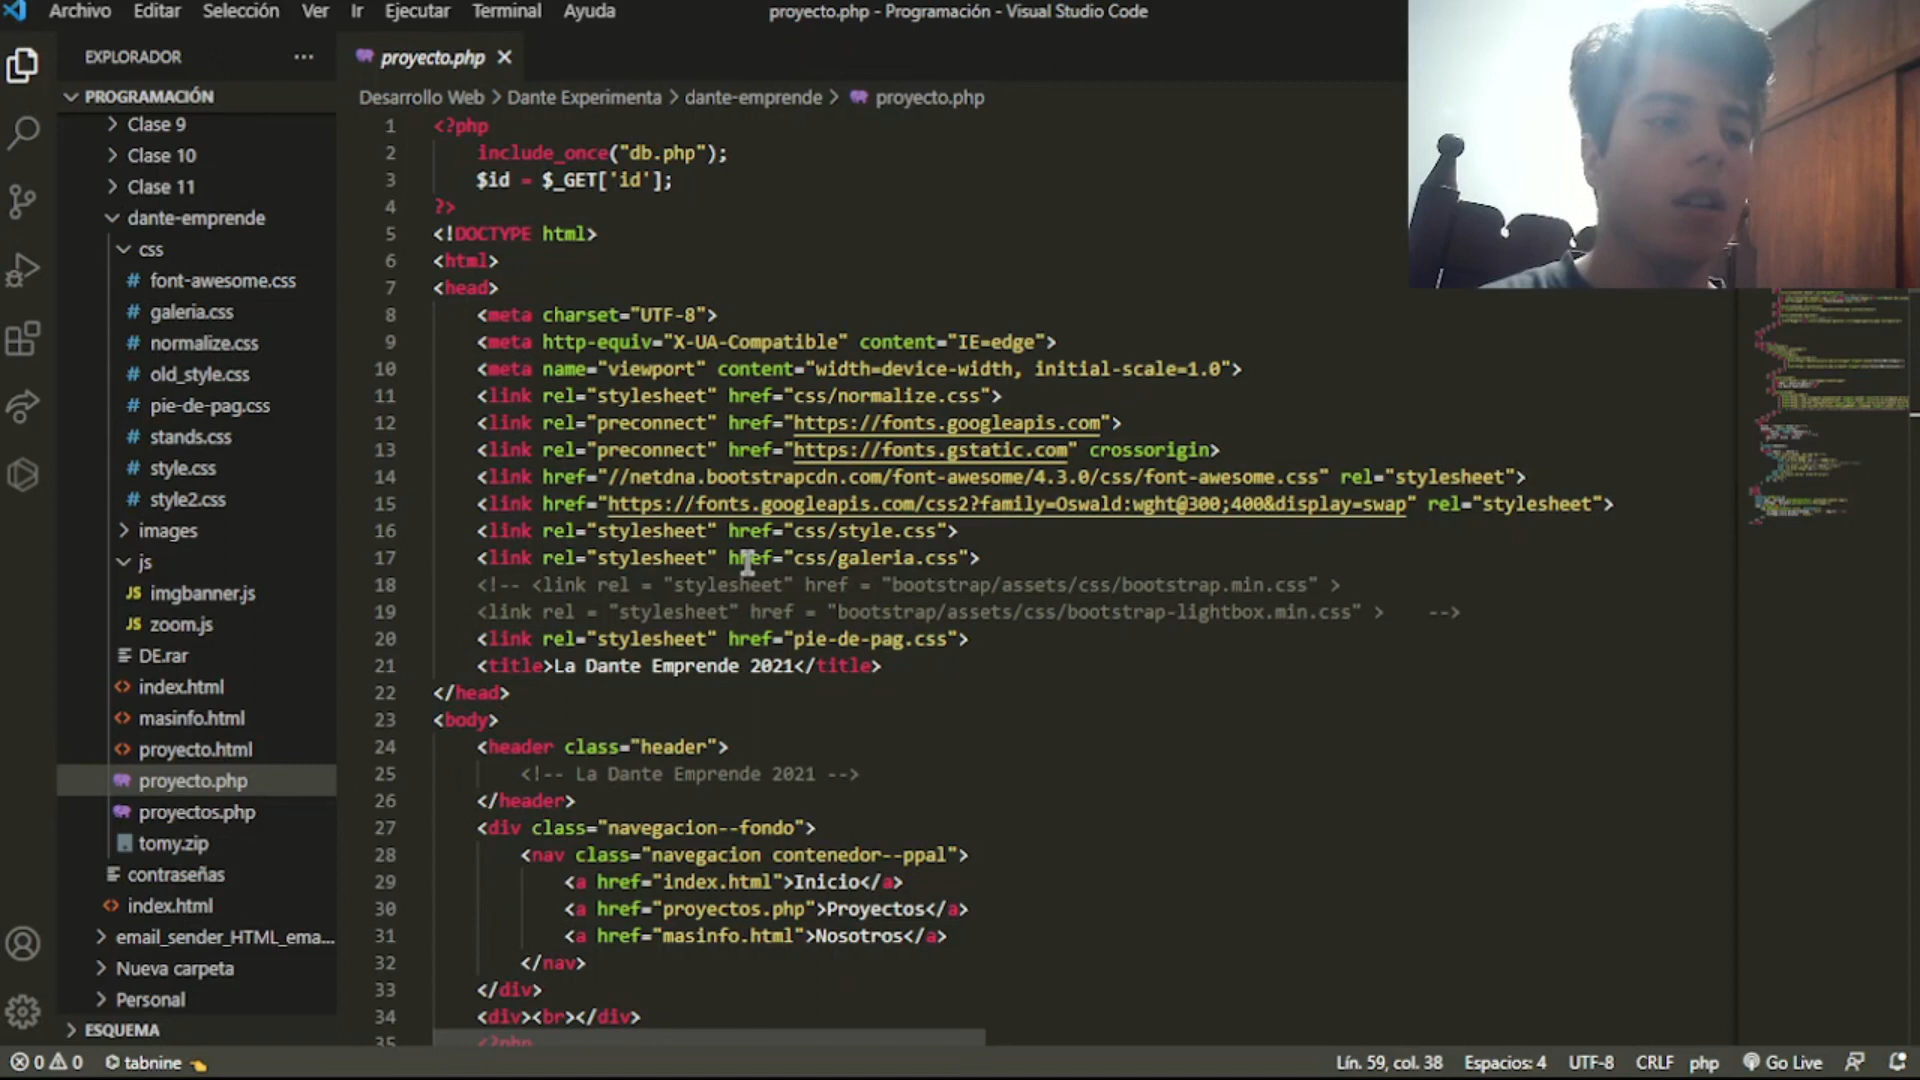 Archivo Editar Selección Ver Ir Ejecutar Terminal Ayuda
proyecto.php - Programación - Visual Studio Code
EXPLORADOR ...
PROGRAMACIÓN
Clase 9
Clase 10
Clase 11
dante-emprende
css
# font-awesome.css
# galeria.css
# normalize.css
# old_style.css
# pie-de-pag.css
# stands.css
# style.css
# style2.css
images
js
JS imgbanner.js
JS zoom.js
DE.rar
<> index.html
<> masinfo.html
<> proyecto.html
proyecto.php
proyectos.php
tomy.zip
contraseñas
<> index.html
email_sender_HTML_ema...
Nueva carpeta
Personal
ESQUEMA
proyecto.php
Desarrollo Web > Dante Experimenta > dante-emprende > proyecto.php
1 <?php
2     include_once("db.php");
3     $id = $_GET['id'];
4 ?>
5 <!DOCTYPE html>
6 <html>
7 <head>
8     <meta charset="UTF-8">
9     <meta http-equiv="X-UA-Compatible" content="IE=edge">
10     <meta name="viewport" content="width=device-width, initial-scale=1.0">
11     <link rel="stylesheet" href="css/normalize.css">
12     <link rel="preconnect" href="https://fonts.googleapis.com">
13     <link rel="preconnect" href="https://fonts.gstatic.com" crossorigin>
14     <link href="//netdna.bootstrapcdn.com/font-awesome/4.3.0/css/font-awesome.css" rel="stylesheet">
15     <link href="https://fonts.googleapis.com/css2?family=Oswald:wght@300;400&display=swap" rel="stylesheet">
16     <link rel="stylesheet" href="css/style.css">
17     <link rel="stylesheet" href="css/galeria.css">
18     <!-- <link rel = "stylesheet" href = "bootstrap/assets/css/bootstrap.min.css" >
19     <link rel = "stylesheet" href = "bootstrap/assets/css/bootstrap-lightbox.min.css" >    -->
20     <link rel="stylesheet" href="pie-de-pag.css">
21     <title>La Dante Emprende 2021</title>
22 </head>
23 <body>
24     <header class="header">
25         <!-- La Dante Emprende 2021 -->
26     </header>
27     <div class="navegacion--fondo">
28         <nav class="navegacion contenedor--ppal">
29             <a href="index.html">Inicio</a>
30             <a href="proyectos.php">Proyectos</a>
31             <a href="masinfo.html">Nosotros</a>
32         </nav>
33     </div>
34     <div><br></div>
35     <?php
0 0 tabnine
Lín. 59, col. 38 Espacios: 4 UTF-8 CRLF php Go Live